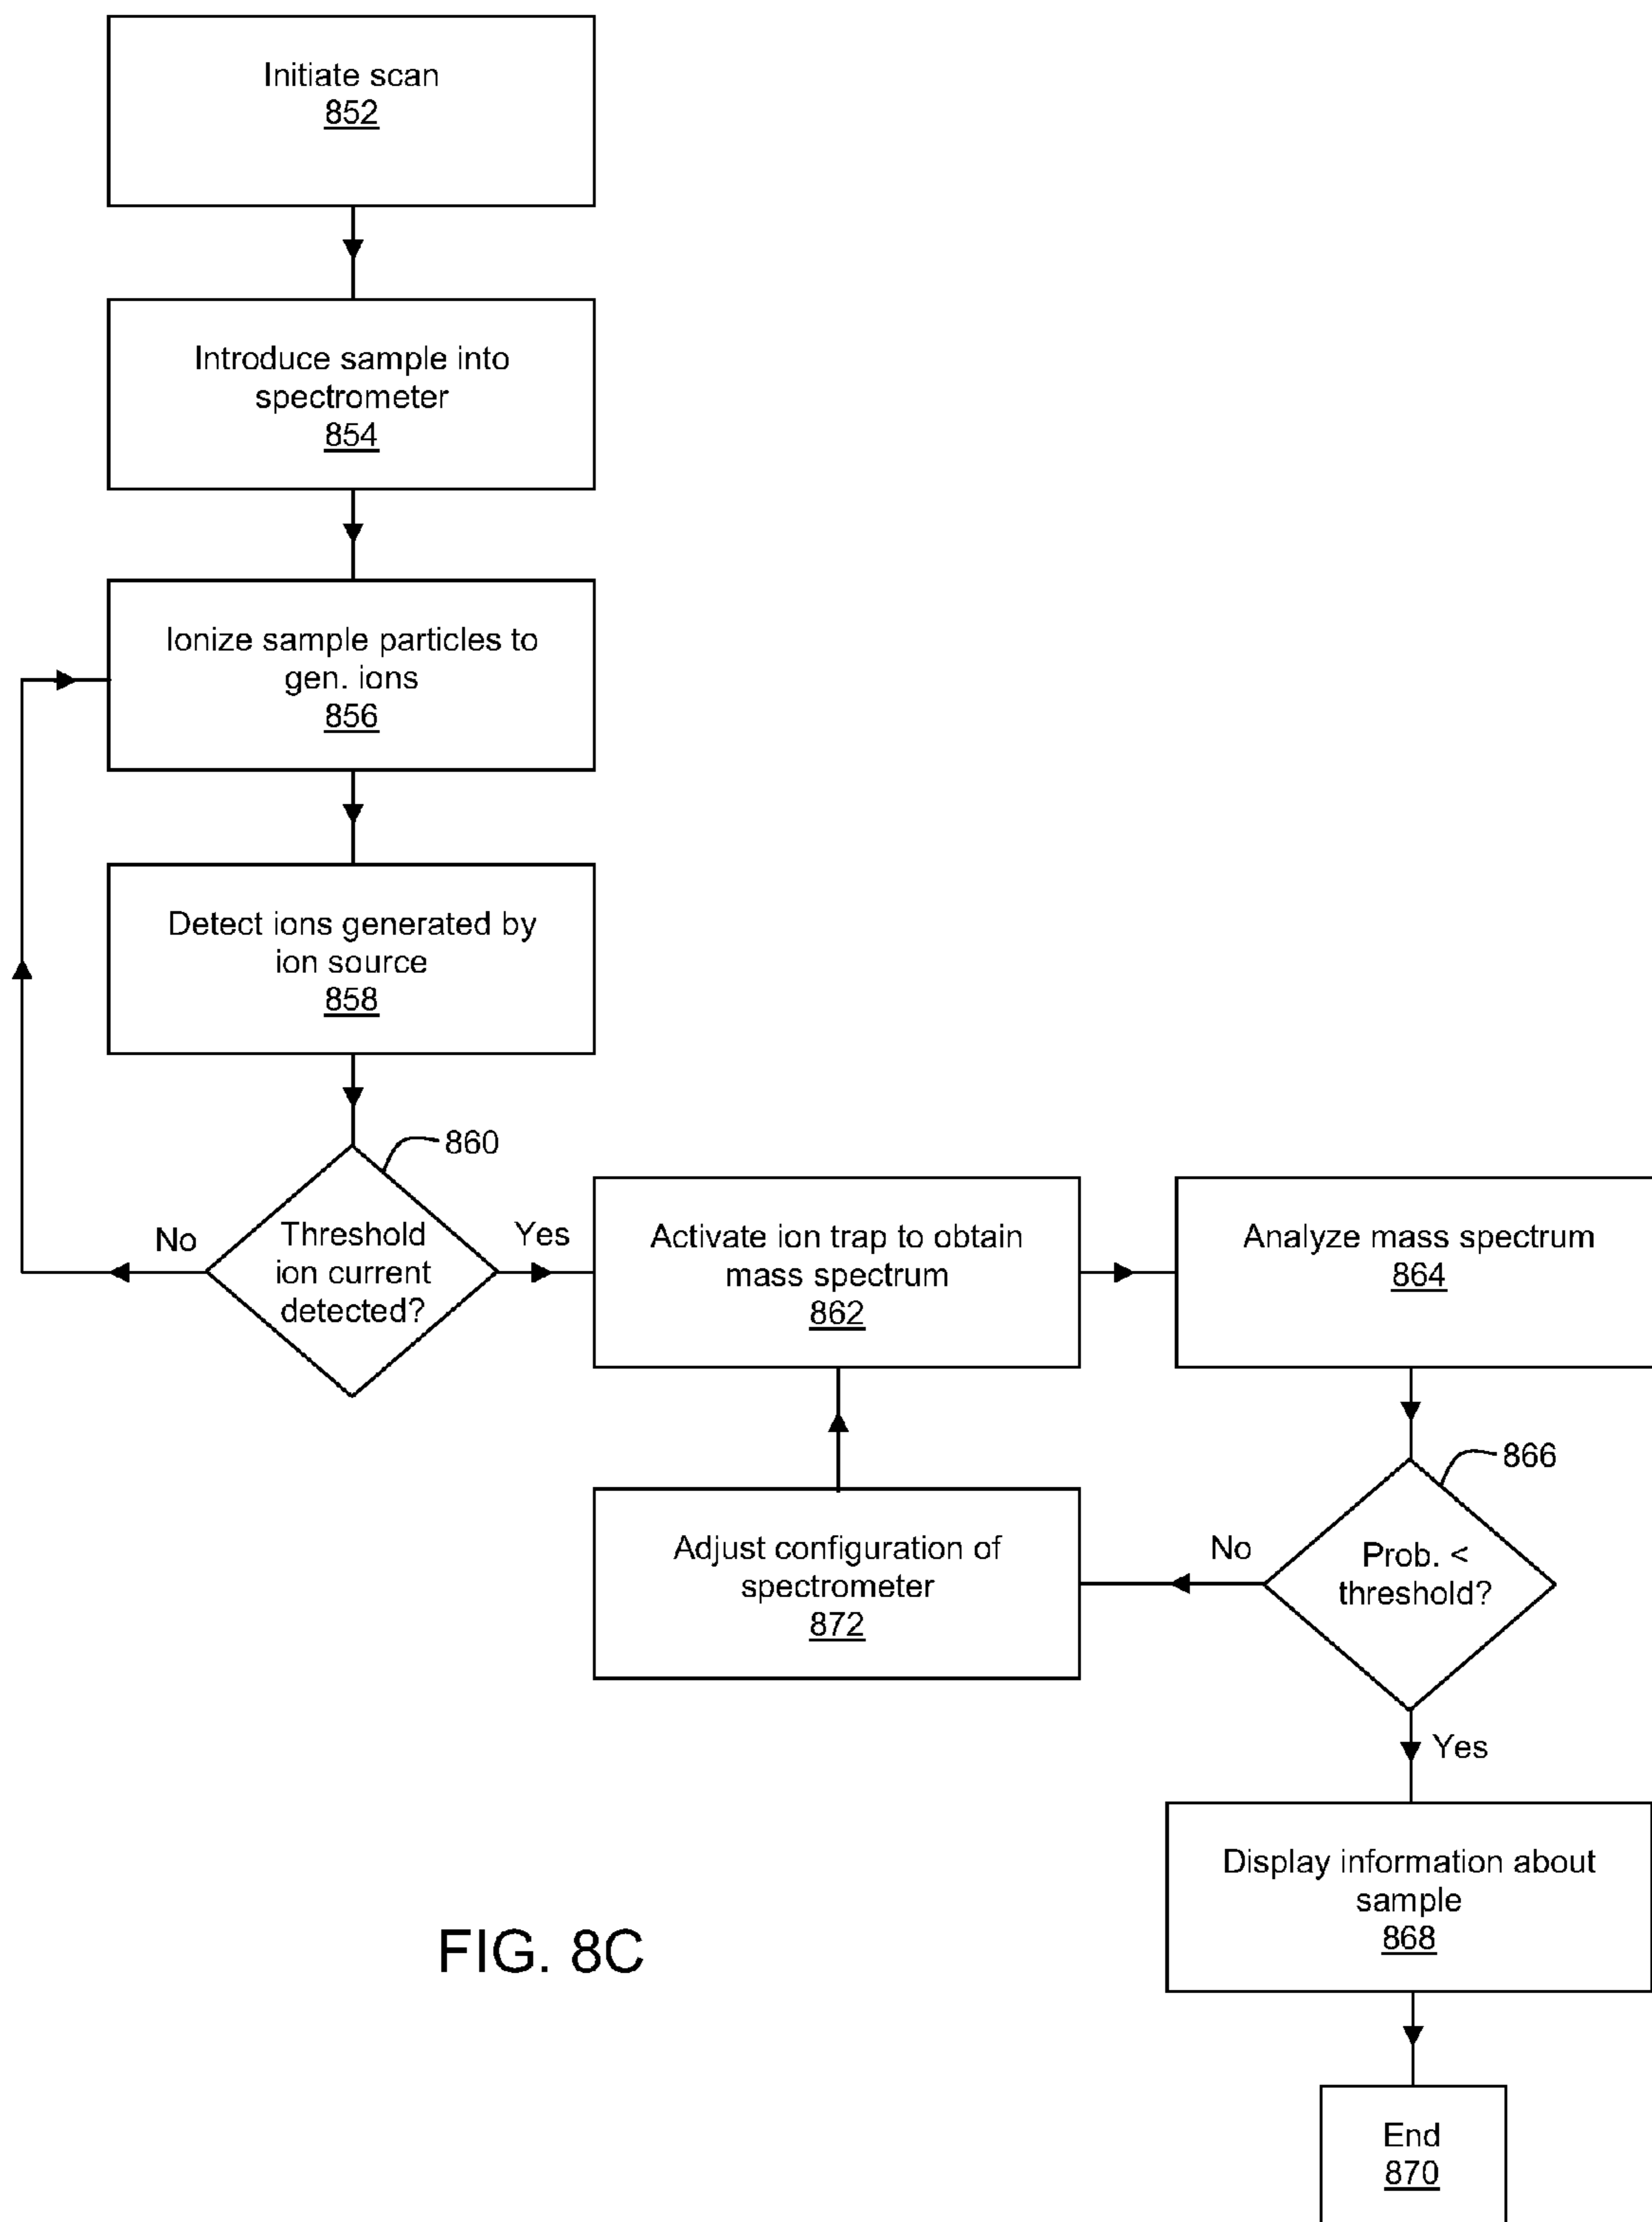 Initiate scan
852
Introduce sample into
spectrometer
854
Ionize sample particles to
gen. ions
856
Detect ions generated by
ion source
858
860
Threshold
ion current
detected?
No
Yes
Activate ion trap to obtain
mass spectrum
862
Analyze mass spectrum
864
866
Prob. <
threshold?
No
Adjust configuration of
spectrometer
872
Yes
Display information about
sample
868
End
870
FIG. 8C